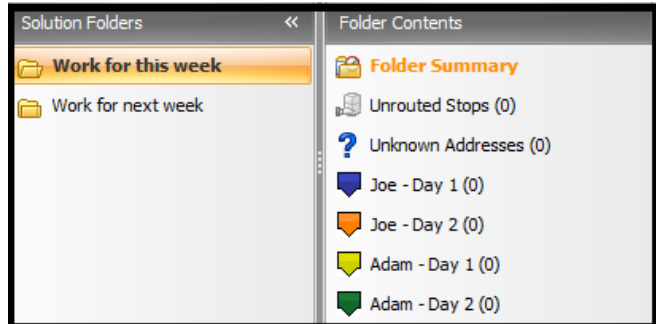 Solution Folders «
Work for this week
Work for next week
Folder Contents
Folder Summary
Unrouted Stops (0)
? Unknown Addresses (0)
Joe - Day 1 (0)
Joe - Day 2 (0)
Adam - Day 1 (0)
Adam - Day 2 (0)